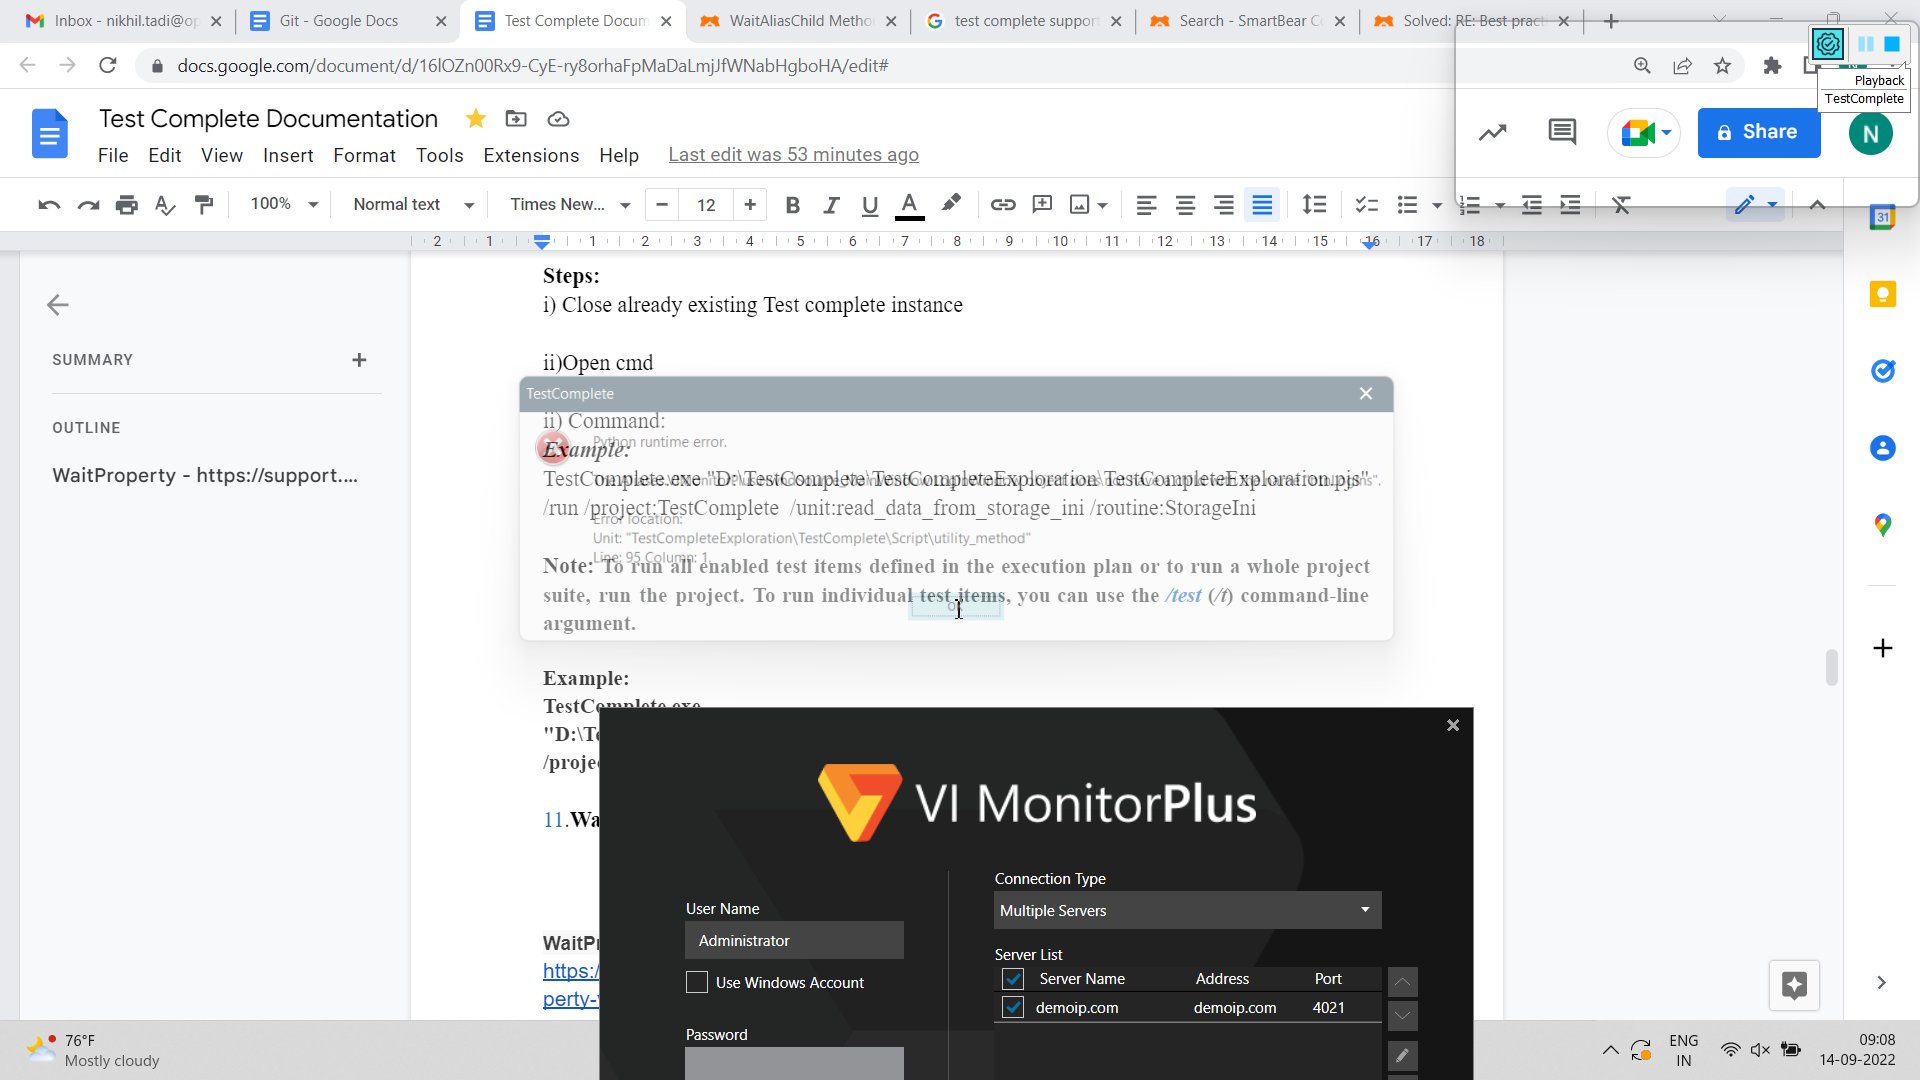 Inbox - nikhil.tadi@op
Git - Google Docs
Test Complete Docum
WaitAliasChild Metho
test complete support
Search - SmartBear C
Solved: RE: Best pract
docs.google.com/document/d/16lOZn00Rx9-CyE-ry8orhaFpMaDaLmjJfWNabHgboHA/edit#
Playback
TestComplete
Test Complete Documentation
File Edit View Insert Format Tools Extensions Help Last edit was 53 minutes ago
Share
N
100% Normal text Times New... 12
2 1 1 2 3 4 5 6 7 8 9 10 11 12 13 14 15 16 17 18
31
SUMMARY
OUTLINE
WaitProperty - https://support....
Steps:
i) Close already existing Test complete instance
ii)Open cmd
TestComplete
ii) Command:
Python runtime error.
Example:
TestComplete.exe "D:\TestComplete\TestCompleteExploration\TestCompleteExploration.pjs"
/run /project:TestComplete /unit:read_data_from_storage_ini /routine:StorageIni
Error location:
Unit: "TestCompleteExploration\TestComplete\Script\utility_method"
Line: 95 Column: 1.
Note: To run all enabled test items defined in the execution plan or to run a whole project
suite, run the project. To run individual test items, you can use the /test (/t) command-line
argument.
Example:
TestComplete.exe
"D:\Te
/projec
11.Wa
WaitPr
https:/
perty-
VI MonitorPlus
User Name
Administrator
Use Windows Account
Password
Connection Type
Multiple Servers
Server List
Server Name Address Port
demoip.com demoip.com 4021
76°F
Mostly cloudy
ENG
IN
09:08
14-09-2022